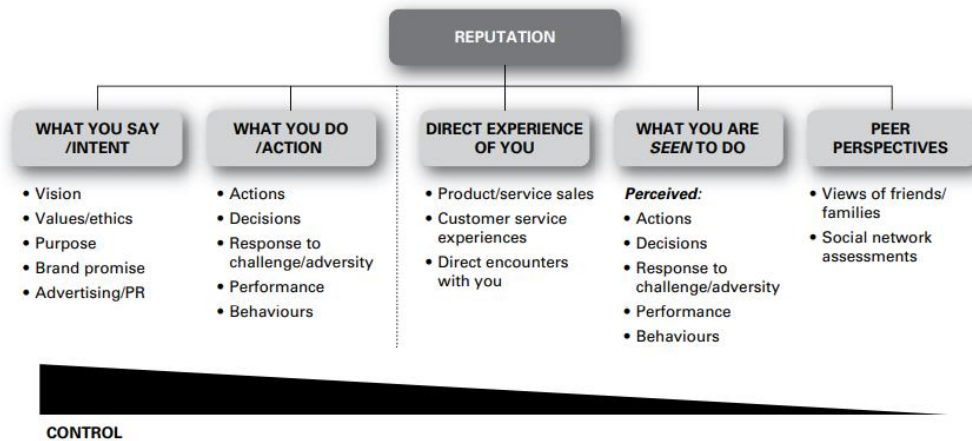 REPUTATION
WHAT YOU SAY
/INTENT
• Vision
• Values/ethics
• Purpose
• Brand promise
• Advertising/PR
WHAT YOU DO
/ACTION
• Actions
• Decisions
• Response to
challenge/adversity
• Performance
• Behaviours
DIRECT EXPERIENCE
OF YOU
• Product/service sales
• Customer service
experiences
• Direct encounters
with you
WHAT YOU ARE
SEEN TO DO
Perceived:
• Actions
• Decisions
• Response to
challenge/adversity
• Performance
• Behaviours
PEER
PERSPECTIVES
• Views of friends/
families
• Social network
assessments
CONTROL